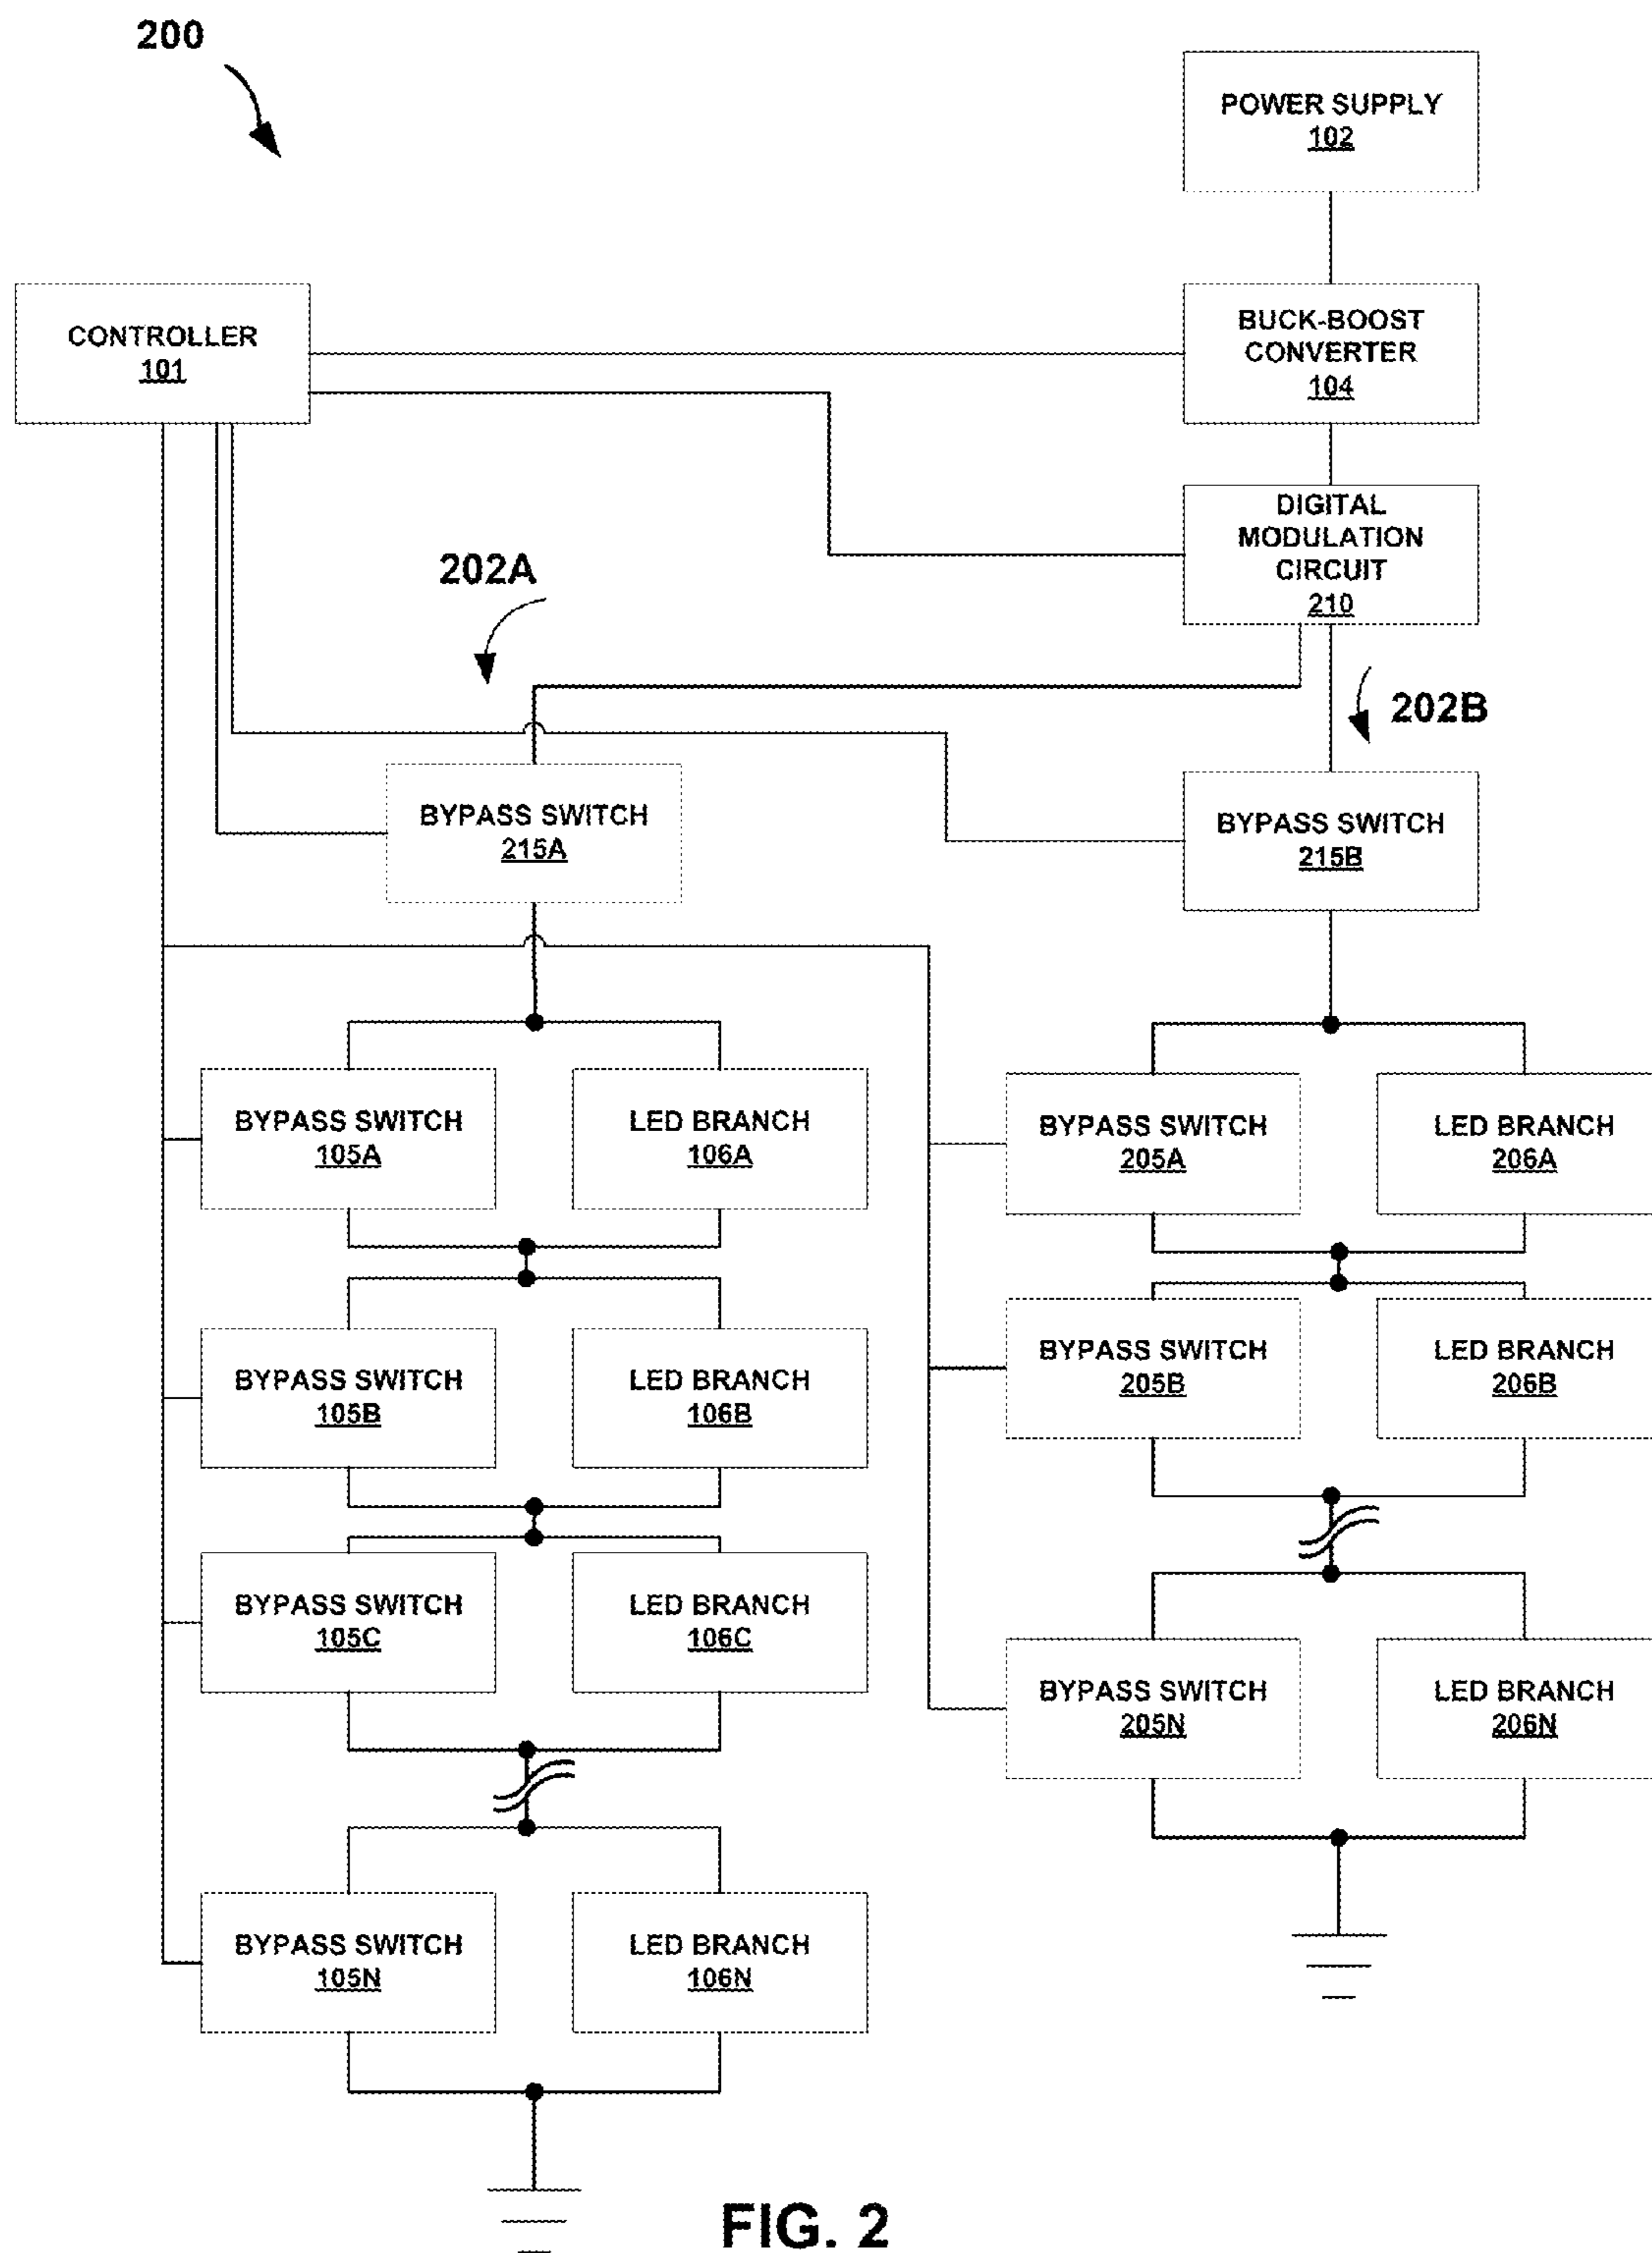 200
POWER SUPPLY
102
CONTROLLER
101
BUCK-BOOST
CONVERTER
104
DIGITAL
MODULATION
CIRCUIT
210
202A
202B
BYPASS SWITCH
215A
BYPASS SWITCH
215B
BYPASS SWITCH
105A
LED BRANCH
106A
BYPASS SWITCH
205A
LED BRANCH
206A
BYPASS SWITCH
105B
LED BRANCH
106B
BYPASS SWITCH
205B
LED BRANCH
206B
BYPASS SWITCH
105C
LED BRANCH
106C
BYPASS SWITCH
205N
LED BRANCH
206N
BYPASS SWITCH
105N
LED BRANCH
106N
FIG. 2